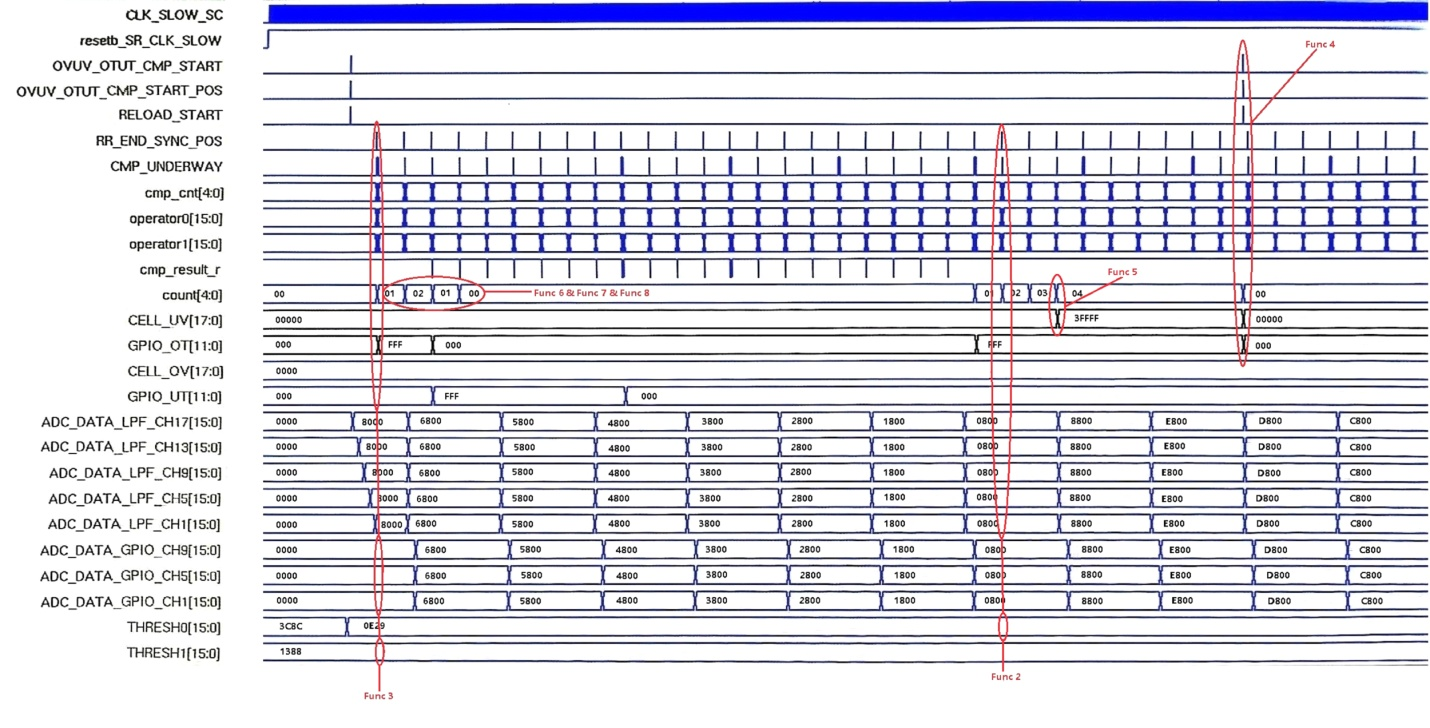 CLK_SLOW_SC
resetb_SR_CLK_SLOW
Func 4
OVUV_OTUT_CMP_START
OVUV_OTUT_CMP_START_POS
RELOAD_START
RR_END_SYNC_POS
CMP_UNDERWAY
cmp_cnt[4:0]
operator0[15:0]
operator1[15:0]
cmp_result_r
Func 5
count[4:0] 00 01 02 01 00 Func 6 & Func 7 & Func 8 01 02 03 04 00
CELL_UV[17:0] 00000 3FFFF 00000
GPIO_OT[11:0] 000 FFF 000 FFF 000
CELL_OV[17:0] 0000
GPIO_UT[11:0] 000 FFF 000
ADC_DATA_LPF_CH17[15:0] 0000 8000 6800 5800 4800 3800 2800 1800 0800 8800 E800 D800 C800
ADC_DATA_LPF_CH13[15:0] 0000 8000 6800 5800 4800 3800 2800 1800 0800 8800 E800 D800 C800
ADC_DATA_LPF_CH9[15:0] 0000 8000 6800 5800 4800 3800 2800 1800 0800 8800 E800 D800 C800
ADC_DATA_LPF_CH5[15:0] 0000 8000 6800 5800 4800 3800 2800 1800 0800 8800 E800 D800 C800
ADC_DATA_LPF_CH1[15:0] 0000 8000 6800 5800 4800 3800 2800 1800 0800 8800 E800 D800 C800
ADC_DATA_GPIO_CH9[15:0] 0000 6800 5800 4800 3800 2800 1800 0800 8800 E800 D800 C800
ADC_DATA_GPIO_CH5[15:0] 0000 6800 5800 4800 3800 2800 1800 0800 8800 E800 D800 C800
ADC_DATA_GPIO_CH1[15:0] 0000 6800 5800 4800 3800 2800 1800 0800 8800 E800 D800 C800
THRESH0[15:0] 3C8C 0E29
THRESH1[15:0] 1388
Func 2
Func 3